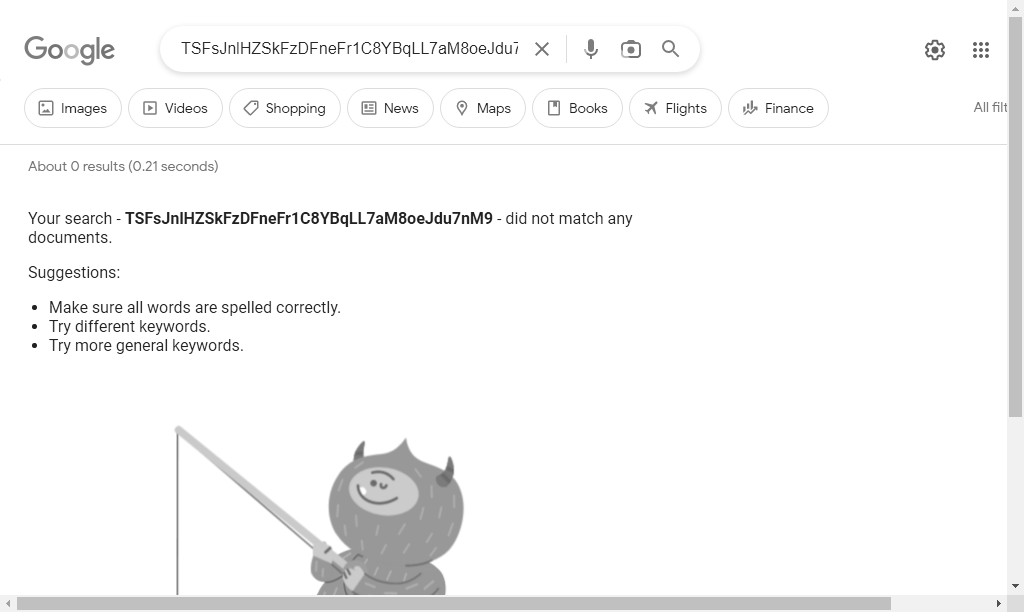 Google
TSFsJnlHZSkFzDFneFr1C8YBqLL7aM8oeJdu7
Images
Videos
Shopping
News
Maps
Books
Flights
Finance
All filt
About 0 results (0.21 seconds)
Your search - TSFsJnlHZSkFzDFneFr1C8YBqLL7aM8oeJdu7nM9 - did not match any
documents.
Suggestions:
Make sure all words are spelled correctly.
Try different keywords.
Try more general keywords.